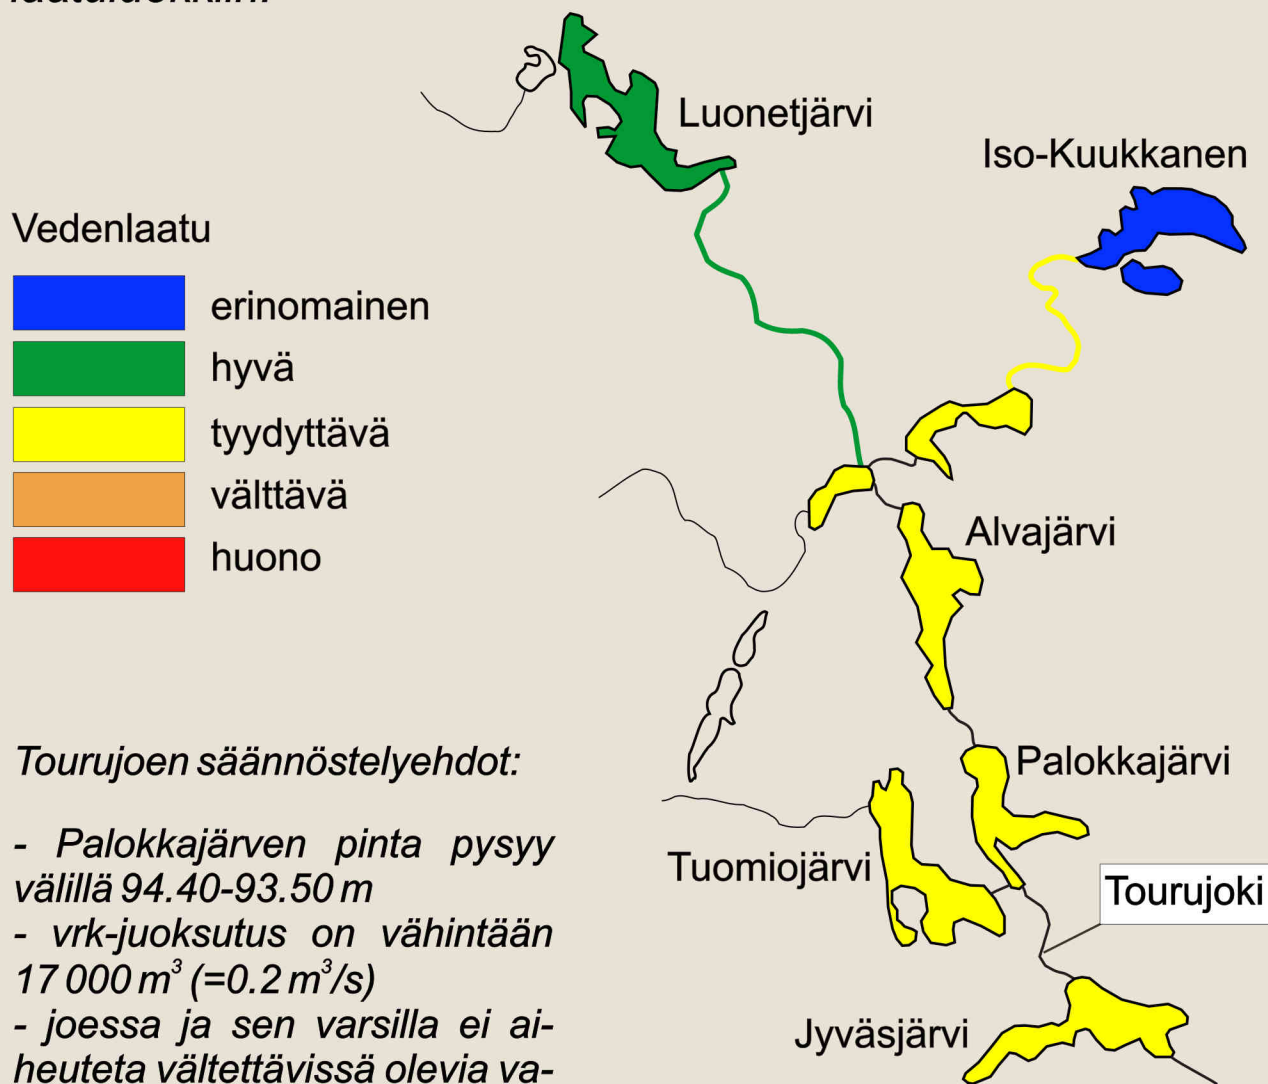 Luonetjärvi
Iso-Kuukkanen
Vedenlaatu
erinomainen
hyvä
tyydyttävä
välttävä
huono
Alvajärvi
Palokkajärvi
Tuomiojärvi
Tourujoki
Jyväsjärvi
Tourujoen säännöstelyehdot:
- Palokkajärven pinta pysyy
välillä 94.40-93.50 m
- vrk-juoksutus on vähintään
17 000 m³ (=0.2 m³/s)
- joessa ja sen varsilla ei ai-
heuteta vältettävissä olevia va-